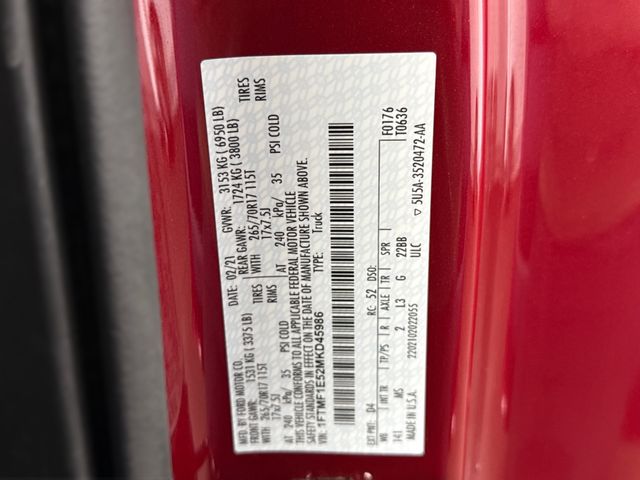 MFD. BY FORD MOTOR CO.
DATE: 02/21 GVWR: 3153 KG ( 6950 LB)
FRONT GAWR: 1531 KG ( 3375 LB) REAR GAWR: 1724 KG ( 3800 LB)
WITH 265/70R17 115T TIRES WITH 265/70R17 115T TIRES
17x7.5J RIMS 17x7.5J RIMS
AT 240 kPa/ 35 PSI COLD AT 240 kPa/ 35 PSI COLD
THIS VEHICLE CONFORMS TO ALL APPLICABLE FEDERAL MOTOR VEHICLE
SAFETY STANDARDS IN EFFECT ON THE DATE OF MANUFACTURE SHOWN ABOVE.
VIN: 1FTMF1E52MKD45986 TYPE: Truck
EXT PNT: D4 RC: 52 DSO: F0176
T0636
WB INT TR TP/PS R AXLE TR SPR
141 MS 2 L3 G 22BB
ULC
MADE IN U.S.A. 2202102022055 5U5A-3520472-AA